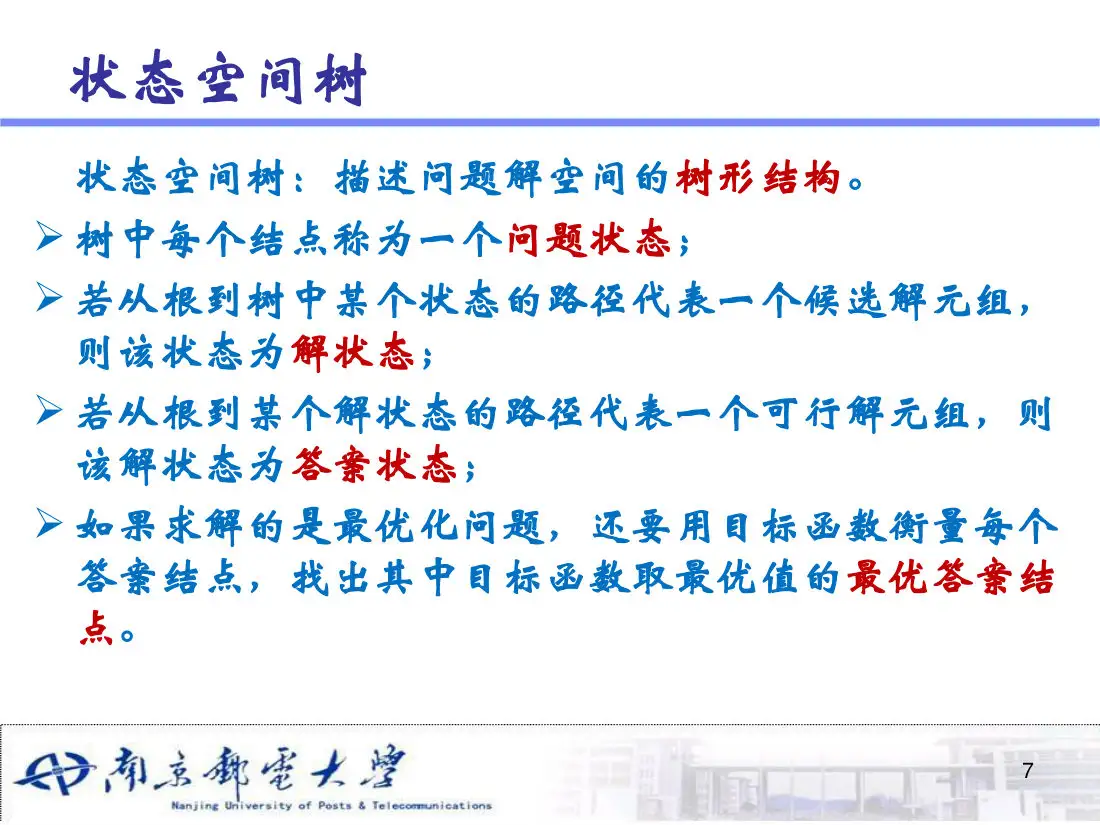 状态空间树
状态空间树：描述问题解空间的树形结构。
➢ 树中每个结点称为一个问题状态；
➢ 若从根到树中某个状态的路径代表一个候选解元组，
则该状态为解状态；
➢ 若从根到某个解状态的路径代表一个可行解元组，则
该解状态为答案状态；
➢ 如果求解的是最优化问题，还要用目标函数衡量每个
答案结点，找出其中目标函数取最优值的最优答案结
点。
南京郵電大學
Nanjing University of Posts & Telecommunications
7